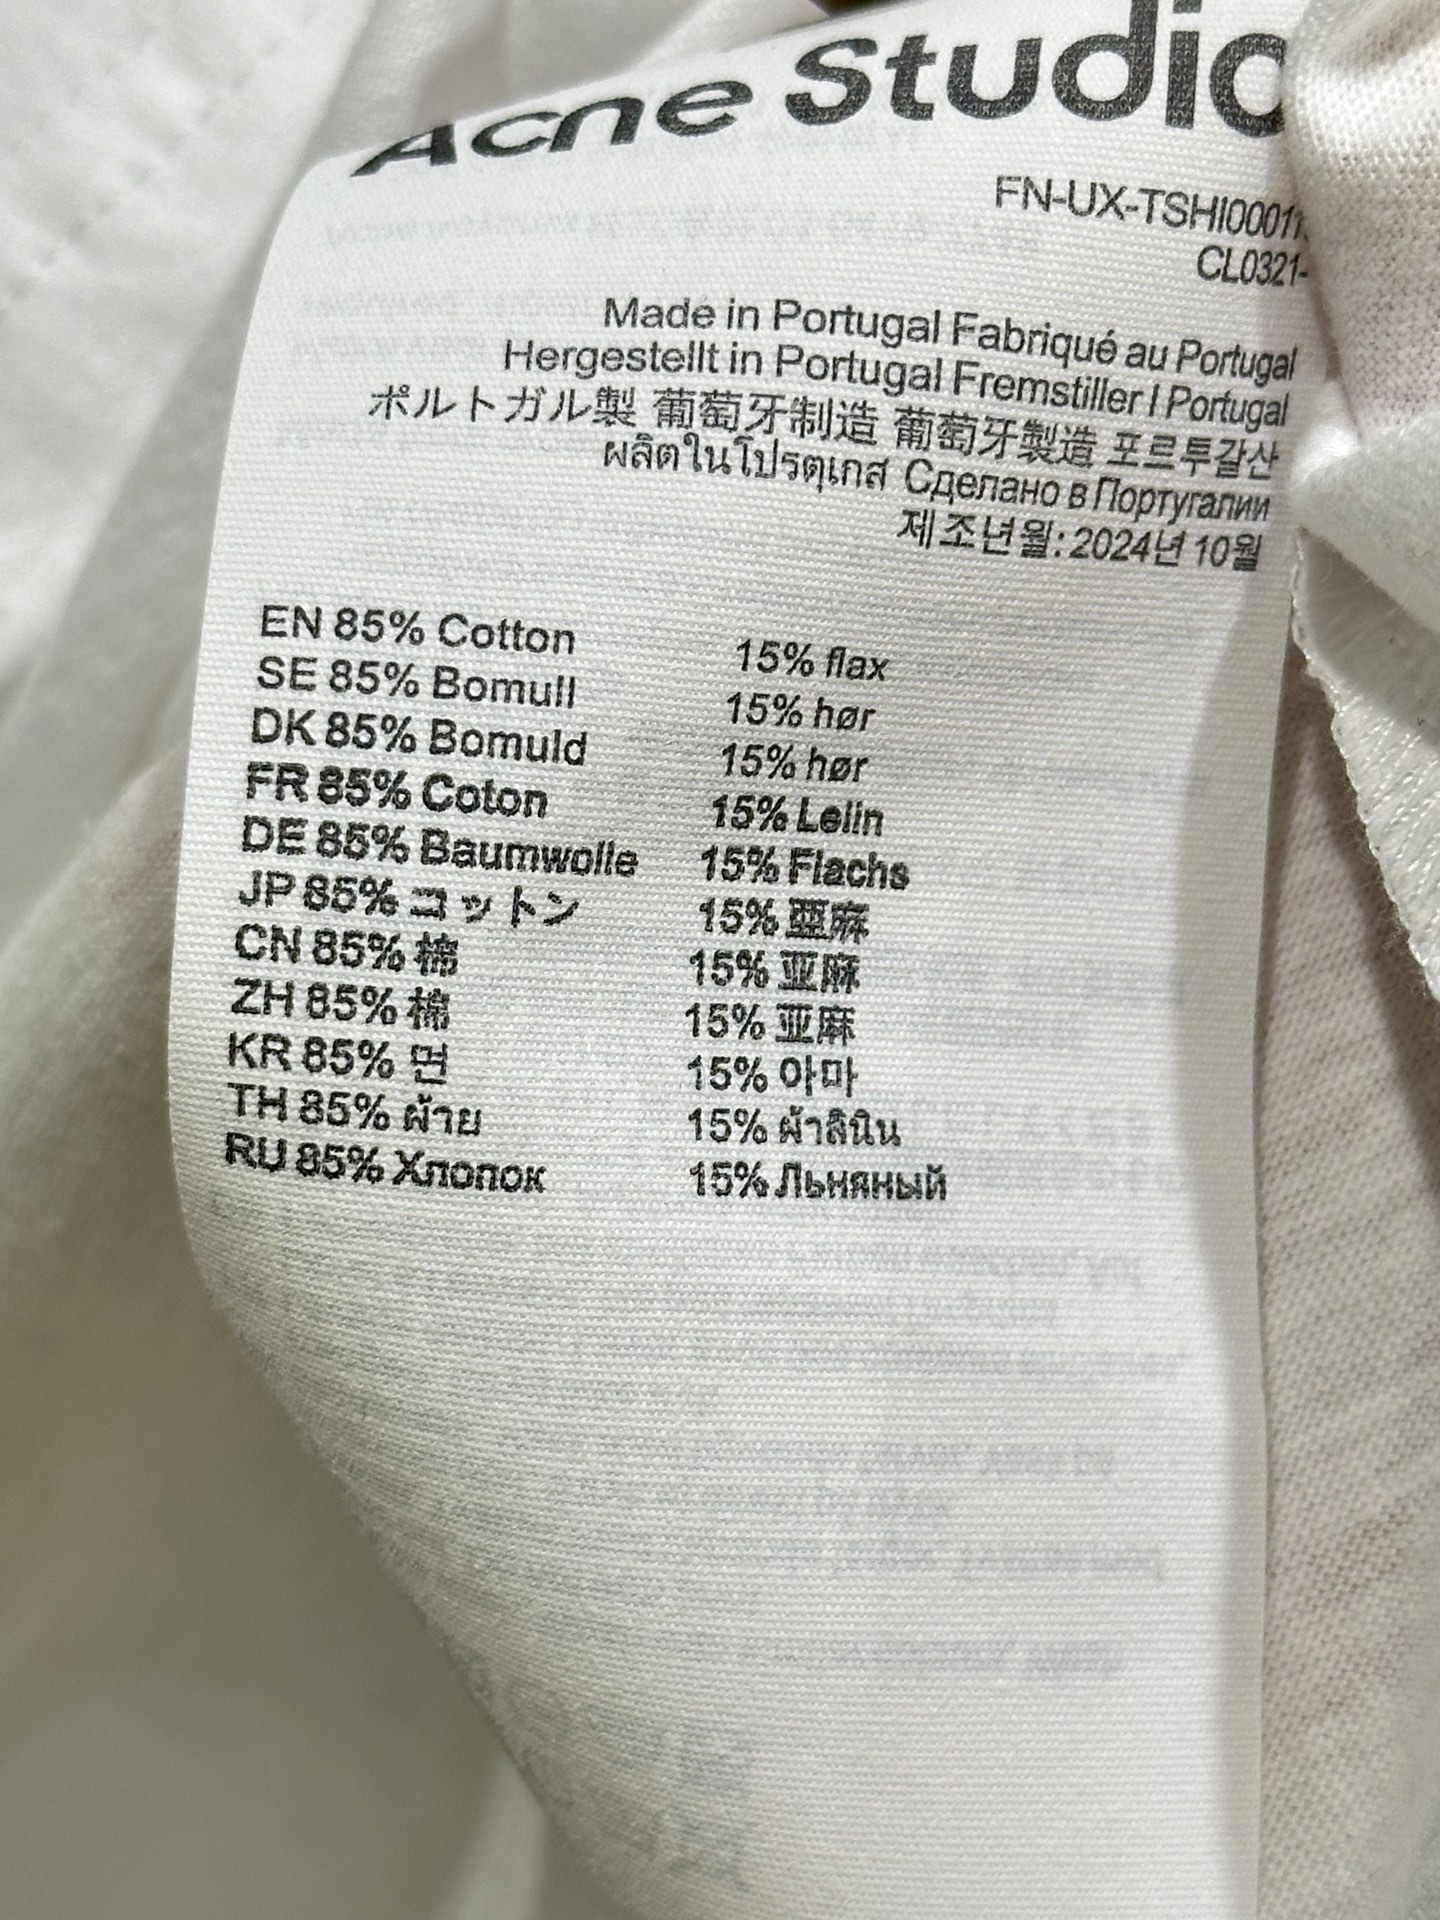 Acne Studio
FN-UX-TSHI00011
CL0321-
Made in Portugal Fabriqué au Portugal
Hergestellt in Portugal Fremstiller I Portugal
ポルトガル製 葡萄牙制造 葡萄牙製造 포르투갈산
ผลิตในโปรตุเกส Сделано в Португалии
제조년월: 2024년 10월
EN 85% Cotton 15% flax
SE 85% Bomull 15% hør
DK 85% Bomuld 15% hør
FR 85% Coton 15% Lelin
DE 85% Baumwolle 15% Flachs
JP 85% コットン 15% 亜麻
CN 85% 棉 15% 亚麻
ZH 85% 棉 15% 亚麻
KR 85% 면 15% 아마
TH 85% ผ้าย 15% ผ้าลินิน
RU 85% Хлопок 15% Льняный